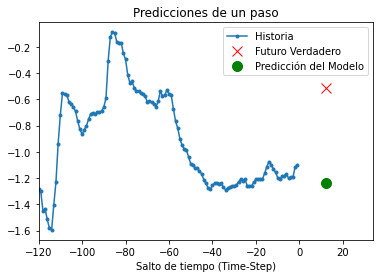 Predicciones de un paso
Historia
Futuro Verdadero
Predicción del Modelo
−0.2
−0.4
−0.6
−0.8
−1.0
−1.2
−1.4
−1.6
−120 −100 −80 −60 −40 −20 0 20
Salto de tiempo (Time-Step)